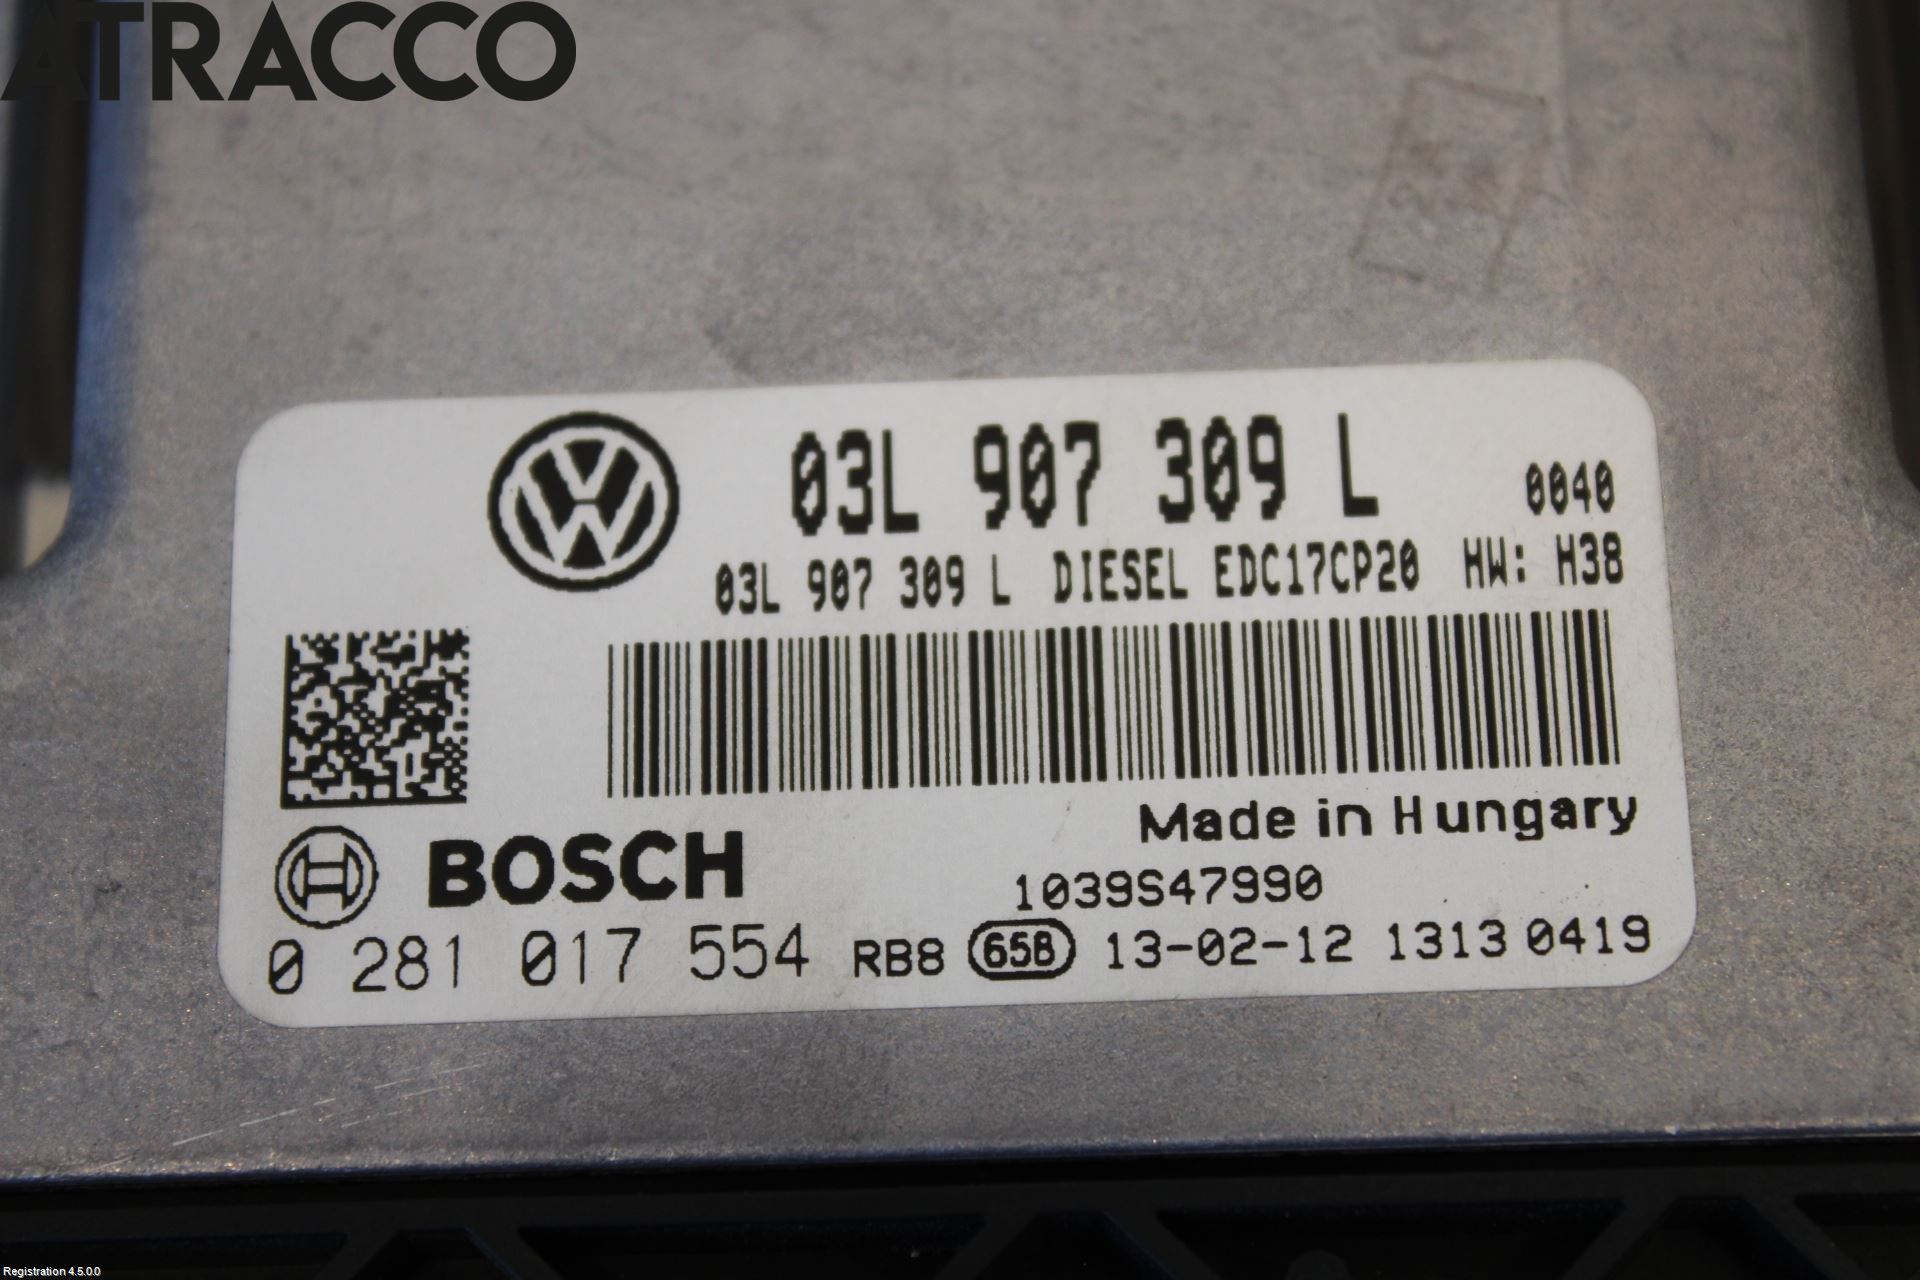 ATRACCO
03L 907 309 L 0040
03L 907 309 L DIESEL EDC17CP20 HW: H38
Made in Hungary
BOSCH
1039S47990
0 281 017 554 RB8 65B 13-02-12 1313 0419
Registration 4.5.0.0